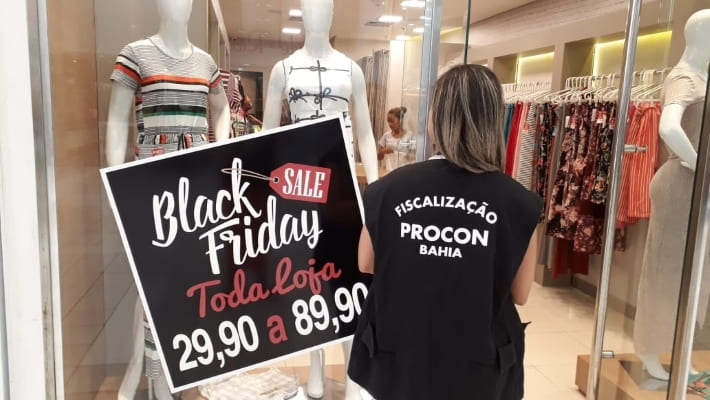 Black
Friday
SALE
Toda Loja
29,90 a 89,90
FISCALIZAÇÃO
PROCON
BAHIA